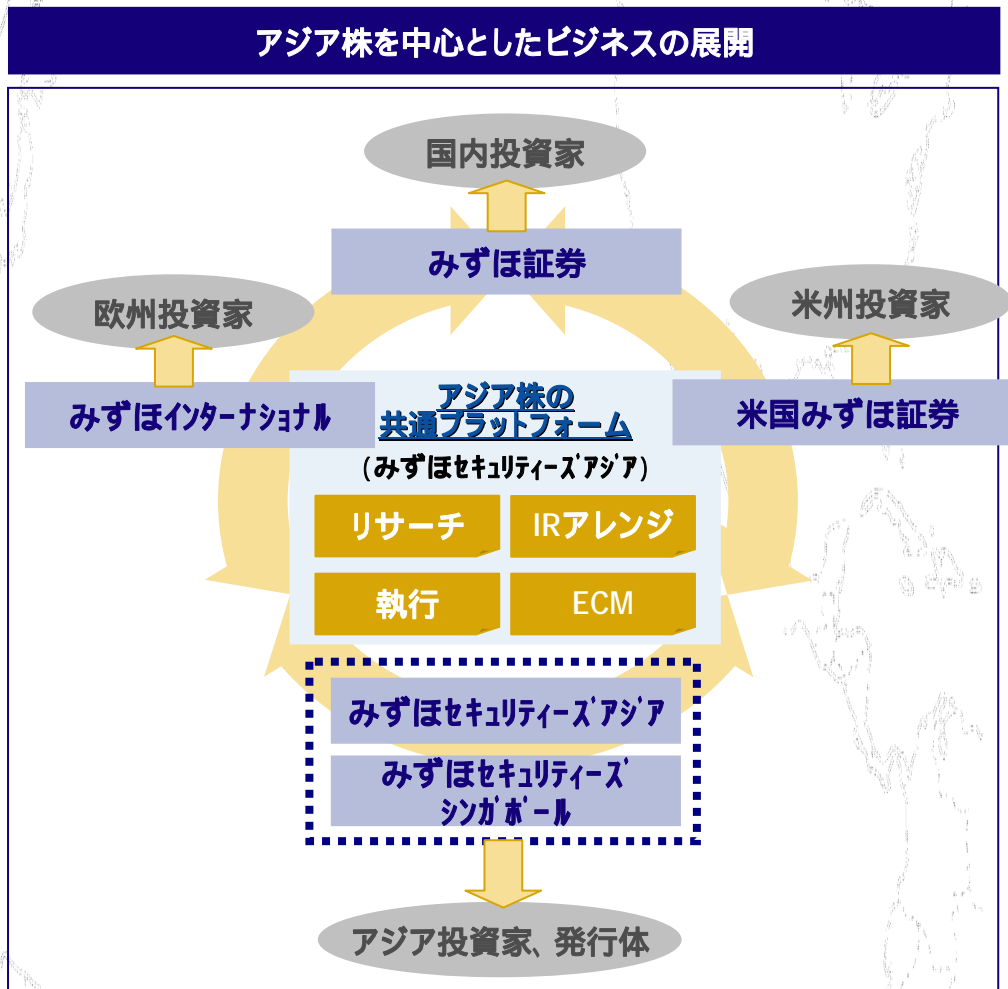 アジア株を中心としたビジネスの展開
国内投資家
みずほ証券
欧州投資家
米州投資家
みずほｲﾝﾀｰﾅｼｮﾅﾙ
米国みずほ証券
アジア株の
共通プラットフォーム
(みずほｾｷｭﾘﾃｨｰｽﾞｱｼﾞｱ)
リサーチ
IRアレンジ
執行
ECM
みずほｾｷｭﾘﾃｨｰｽﾞｱｼﾞｱ
みずほｾｷｭﾘﾃｨｰｽﾞ
ｼﾝｶﾞﾎﾟｰﾙ
アジア投資家、発行体